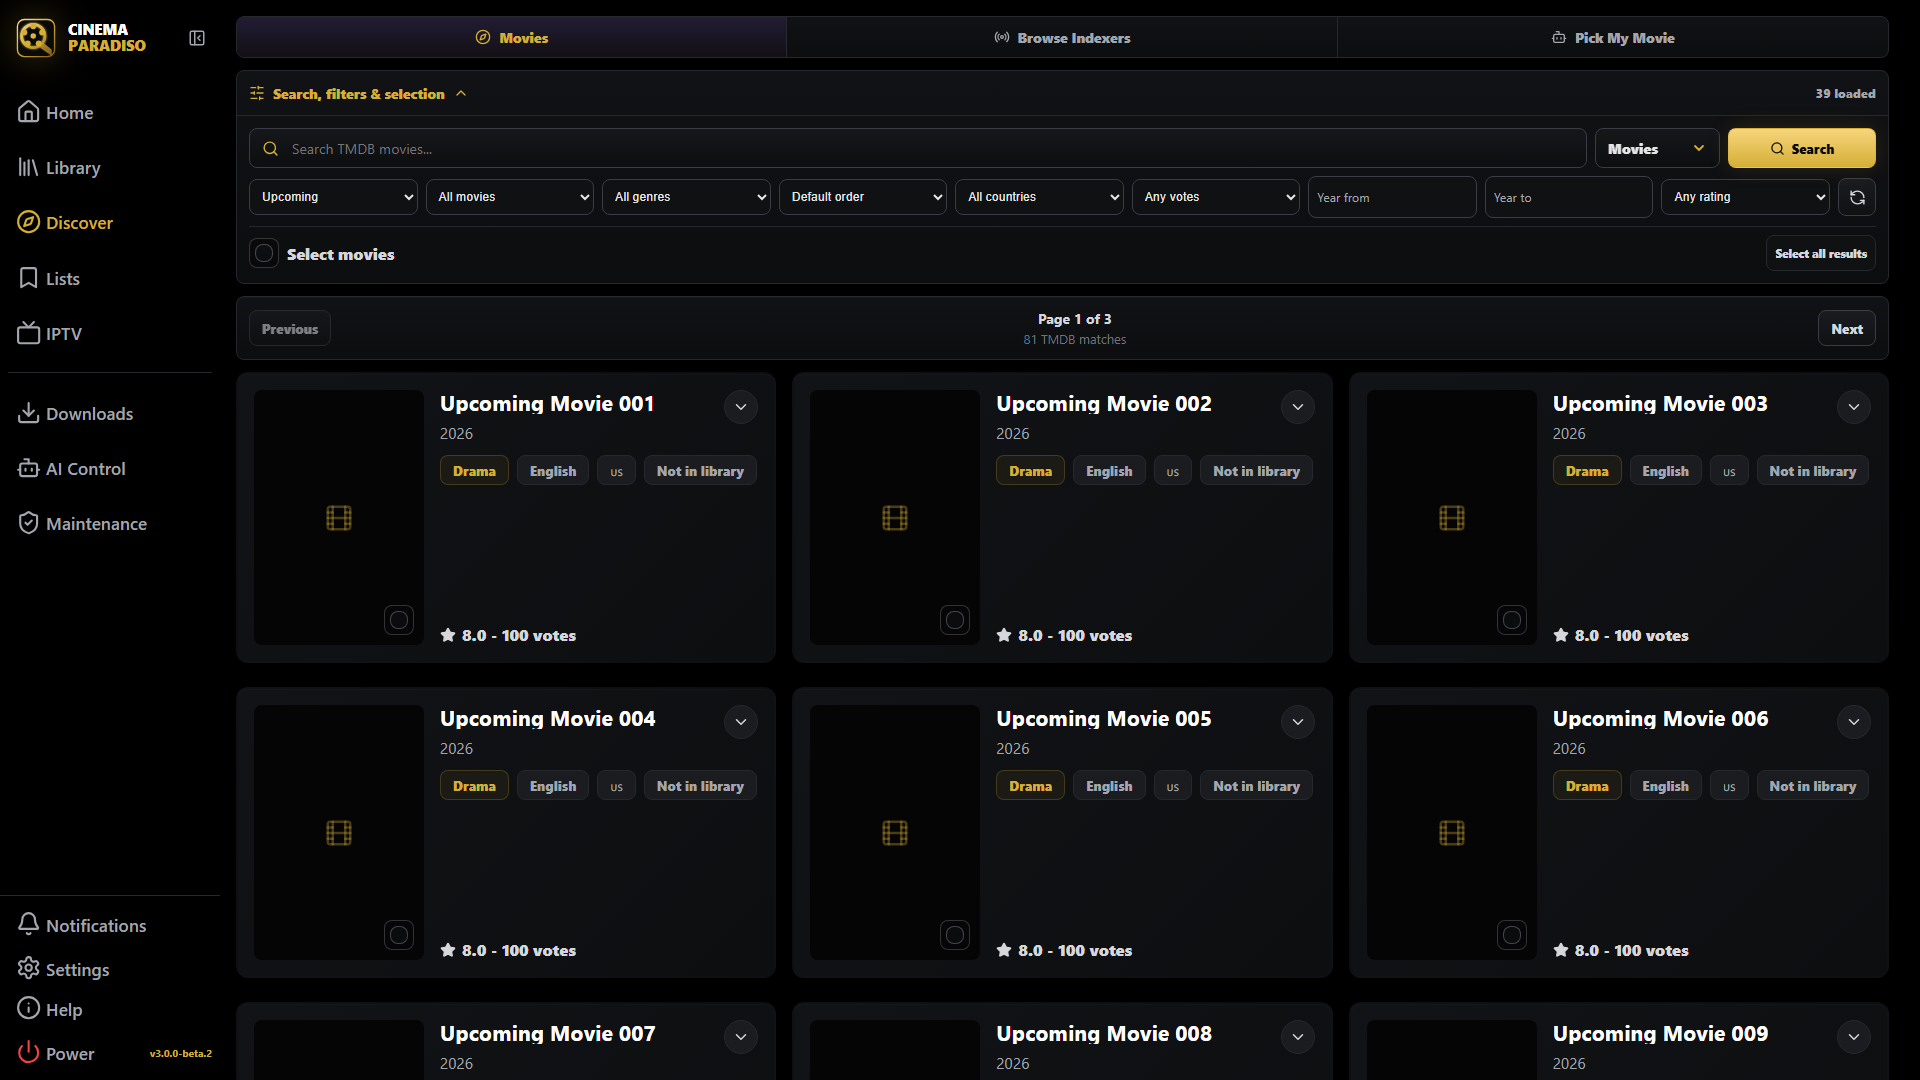 CINEMA
PARADISO
Home
Library
Discover
Lists
IPTV
Downloads
AI Control
Maintenance
Notifications
Settings
Help
Power v3.0.0-beta.2
Movies Browse Indexers Pick My Movie
Search, filters & selection 39 loaded
Search TMDB movies... Movies Search
Upcoming All movies All genres Default order All countries Any votes Year from Year to Any rating
Select movies Select all results
Previous Page 1 of 3 Next
81 TMDB matches
Upcoming Movie 001 Upcoming Movie 002 Upcoming Movie 003
2026 2026 2026
Drama English us Not in library Drama English us Not in library Drama English us Not in library
8.0 - 100 votes 8.0 - 100 votes 8.0 - 100 votes
Upcoming Movie 004 Upcoming Movie 005 Upcoming Movie 006
2026 2026 2026
Drama English us Not in library Drama English us Not in library Drama English us Not in library
8.0 - 100 votes 8.0 - 100 votes 8.0 - 100 votes
Upcoming Movie 007 Upcoming Movie 008 Upcoming Movie 009
2026 2026 2026